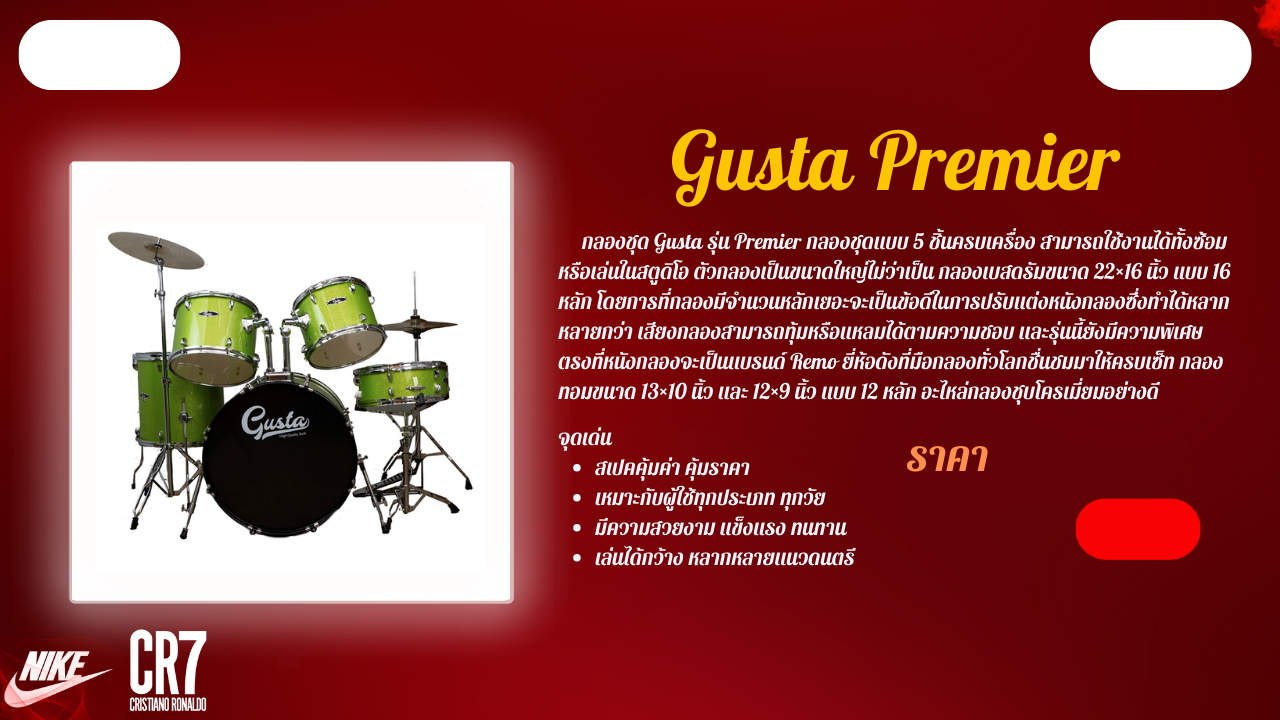 Gusta Premier
กลองชุด Gusta รุ่น Premier กลองชุดแบบ 5 ชิ้นครบเครื่อง สามารถใช้งานได้ทั้งซ้อม
หรือเล่นในสตูดิโอ ตัวกลองเป็นขนาดใหญ่ไม่ว่าเป็น กลองเบสดรัมขนาด 22×16 นิ้ว แบบ 16
หลัก โดยการที่กลองมีจำนวนหลักเยอะจะเป็นข้อดีในการปรับแต่งหนังกลองซึ่งทำได้หลาก
หลายกว่า เสียงกลองสามารถทุ้มหรือแหลมได้ตามความชอบ และรุ่นนี้ยังมีความพิเศษ
ตรงที่หนังกลองจะเป็นแบรนด์ Remo ยี่ห้อดังที่มือกลองทั่วโลกชื่นชมมาให้ครบเซ็ท กลอง
ทอมขนาด 13×10 นิ้ว และ 12×9 นิ้ว แบบ 12 หลัก อะไหล่กลองชุบโครเมี่ยมอย่างดี
จุดเด่น
• สเปคคุ้มค่า คุ้มราคา
• เหมาะกับผู้ใช้ทุกประเภท ทุกวัย
• มีความสวยงาม แข็งแรง ทนทาน
• เล่นได้กว้าง หลากหลายแนวดนตรี
ราคา
Gusta
NIKE
CR7
CRISTIANO RONALDO